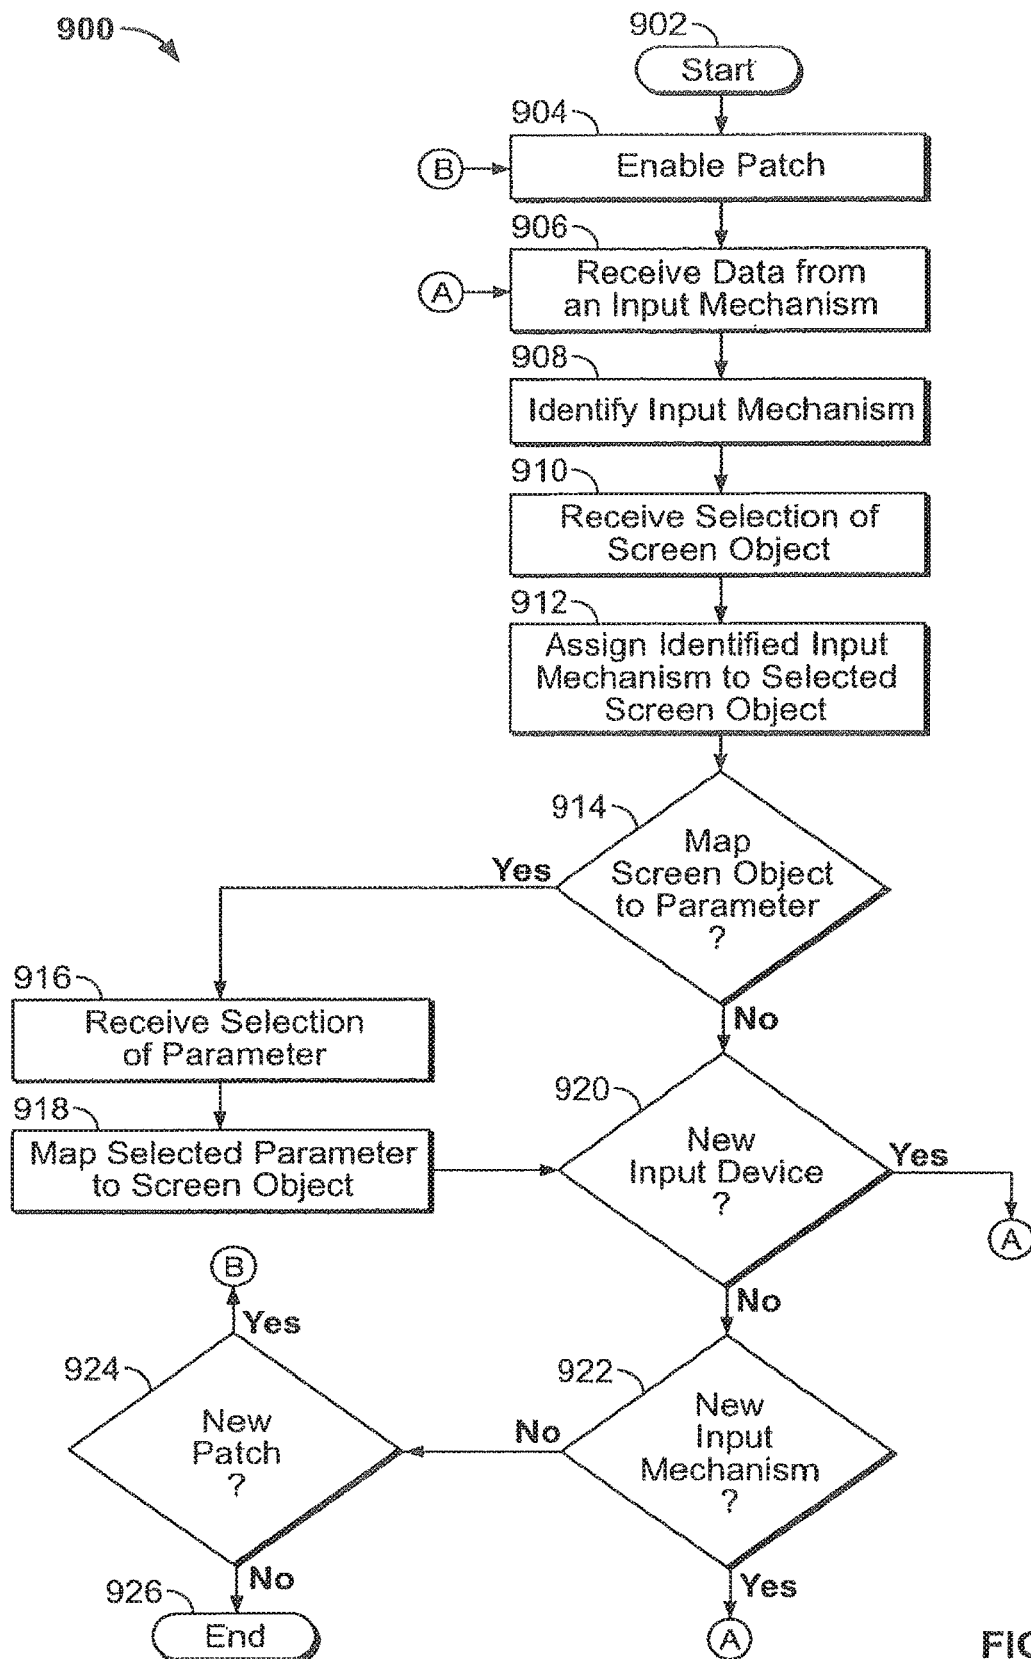 900
902
Start
904
B
Enable Patch
906
A
Receive Data from
an Input Mechanism
908
Identify Input Mechanism
910
Receive Selection of
Screen Object
912
Assign Identified Input
Mechanism to Selected
Screen Object
914
Map
Screen Object
to Parameter
?
Yes
No
916
Receive Selection
of Parameter
918
Map Selected Parameter
to Screen Object
920
New
Input Device
?
Yes
A
No
922
New
Input
Mechanism
?
No
Yes
A
924
New
Patch
?
Yes
B
No
926
End